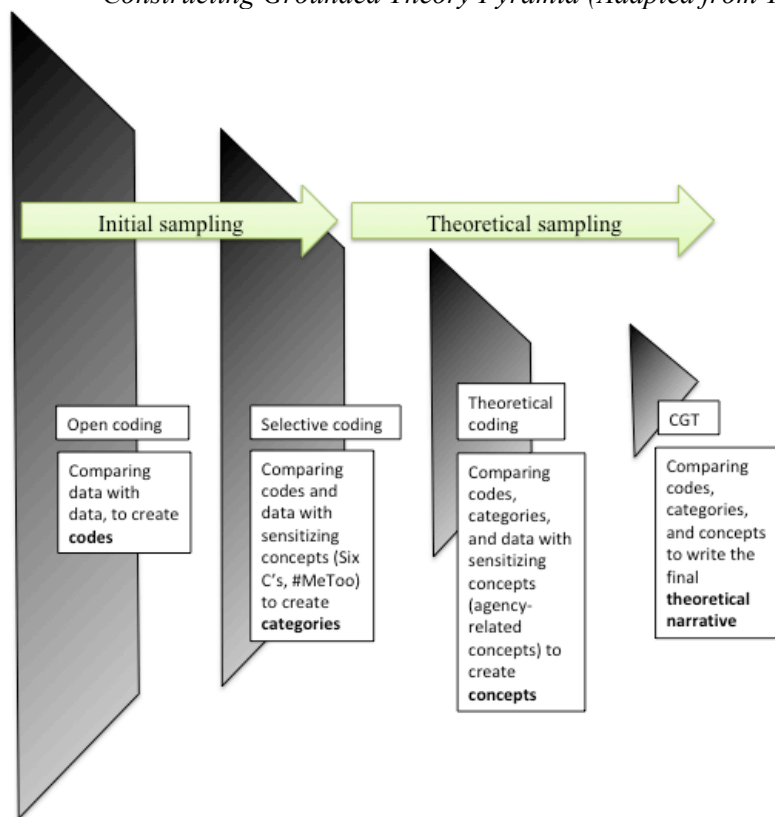 Constructing Grounded Theory Pyramid (Adapted from
Initial sampling
Theoretical sampling
Open coding
Comparing
data with
data, to create
codes
Selective coding
Comparing
codes and
data with
sensitizing
concepts (Six
C's, #MeToo)
to create
categories
Theoretical
coding
Comparing
codes,
categories,
and data with
sensitizing
concepts
(agency-
related
concepts) to
create
concepts
CGT
Comparing
codes,
categories,
and concepts
to write the
final
theoretical
narrative